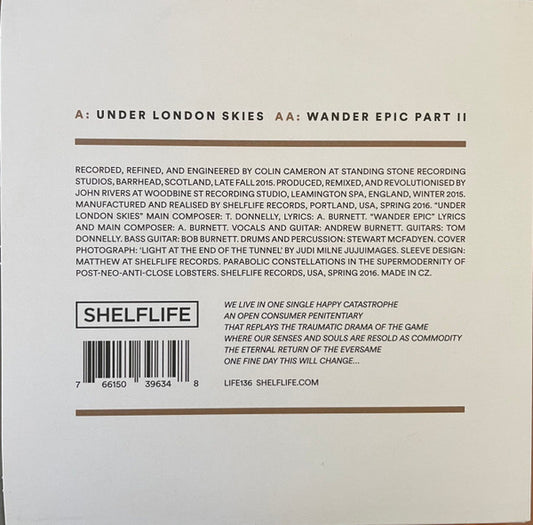 A: UNDER LONDON SKIES AA: WANDER EPIC PART II
RECORDED, REFINED, AND ENGINEERED BY COLIN CAMERON AT STANDING STONE RECORDING
STUDIOS, BARRHEAD, SCOTLAND, LATE FALL 2015. PRODUCED, REMIXED, AND REVOLUTIONISED BY
JOHN RIVERS AT WOODBINE ST RECORDING STUDIO, LEAMINGTON SPA, ENGLAND, WINTER 2015.
MANUFACTURED AND REALISED BY SHELFLIFE RECORDS, PORTLAND, USA, SPRING 2016. "UNDER
LONDON SKIES" MAIN COMPOSER: T. DONNELLY, LYRICS: A. BURNETT. "WANDER EPIC" LYRICS
AND MAIN COMPOSER: A. BURNETT. VOCALS AND GUITAR: ANDREW BURNETT. GUITARS: TOM
DONNELLY. BASS GUITAR: BOB BURNETT. DRUMS AND PERCUSSION: STEWART MCFADYEN. COVER
PHOTOGRAPH: 'LIGHT AT THE END OF THE TUNNEL' BY JUDI MILNE JUJUIMAGES. SLEEVE DESIGN:
MATTHEW AT SHELFLIFE RECORDS. PARABOLIC CONSTELLATIONS IN THE SUPERMODERNITY OF
POST-NEO-ANTI-CLOSE LOBSTERS. SHELFLIFE RECORDS, USA, SPRING 2016. MADE IN CZ.
SHELFLIFE
WE LIVE IN ONE SINGLE HAPPY CATASTROPHE
AN OPEN CONSUMER PENITENTIARY
THAT REPLAYS THE TRAUMATIC DRAMA OF THE GAME
WHERE OUR SENSES AND SOULS ARE RESOLD AS COMMODITY
THE ETERNAL RETURN OF THE EVERSAME
ONE FINE DAY THIS WILL CHANGE...
7 66150 39634 8
LIFE136 SHELFLIFE.COM